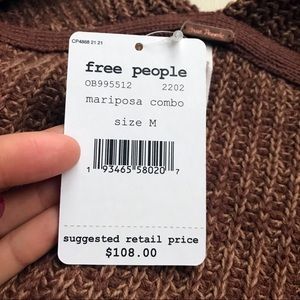 CP4868 21 21
free people
OB995512 2202
mariposa combo
size M
1 93465 58020 7
suggested retail price
$108.00